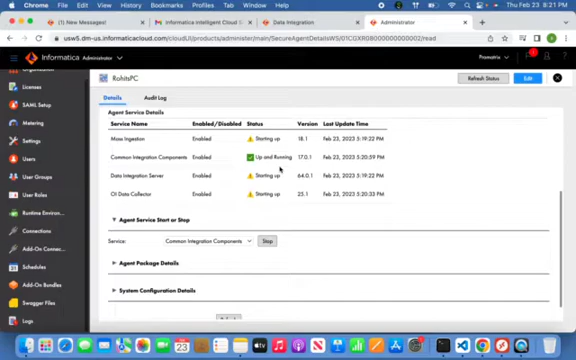 Chrome File Edit View History Bookmarks Profiles Tab Window Help Thu Feb 23 8:21 PM
(1) New Messages!
Informatica Intelligent Cloud S
Data Integration
Administrator
usw5.dm-us.informaticacloud.com/cloudUI/products/administer/main/SecureAgentDetailsWS/
/read
Informatica Administrator
Licenses
SAML Setup
Metering
Settings
Users
User Groups
User Roles
Runtime Environ...
Connections
Add-On Connec...
Schedules
Add-On Bundles
Swagger Files
Logs
RohitsPC
Refresh Status
Edit
Details Audit Log
Agent Service Details
Service Name Enabled/Disabled Status Version Last Update Time
Mass Ingestion Enabled Starting up 18.1 Feb 23, 2023 5:19:22 PM
Common Integration Components Enabled Up and Running 17.0.1 Feb 23, 2023 5:20:59 PM
Data Integration Server Enabled Starting up 64.0.1 Feb 23, 2023 5:19:22 PM
OI Data Collector Enabled Starting up 25.1 Feb 23, 2023 5:20:33 PM
Agent Service Start or Stop
Service: Common Integration Components Stop
Agent Package Details
System Configuration Details